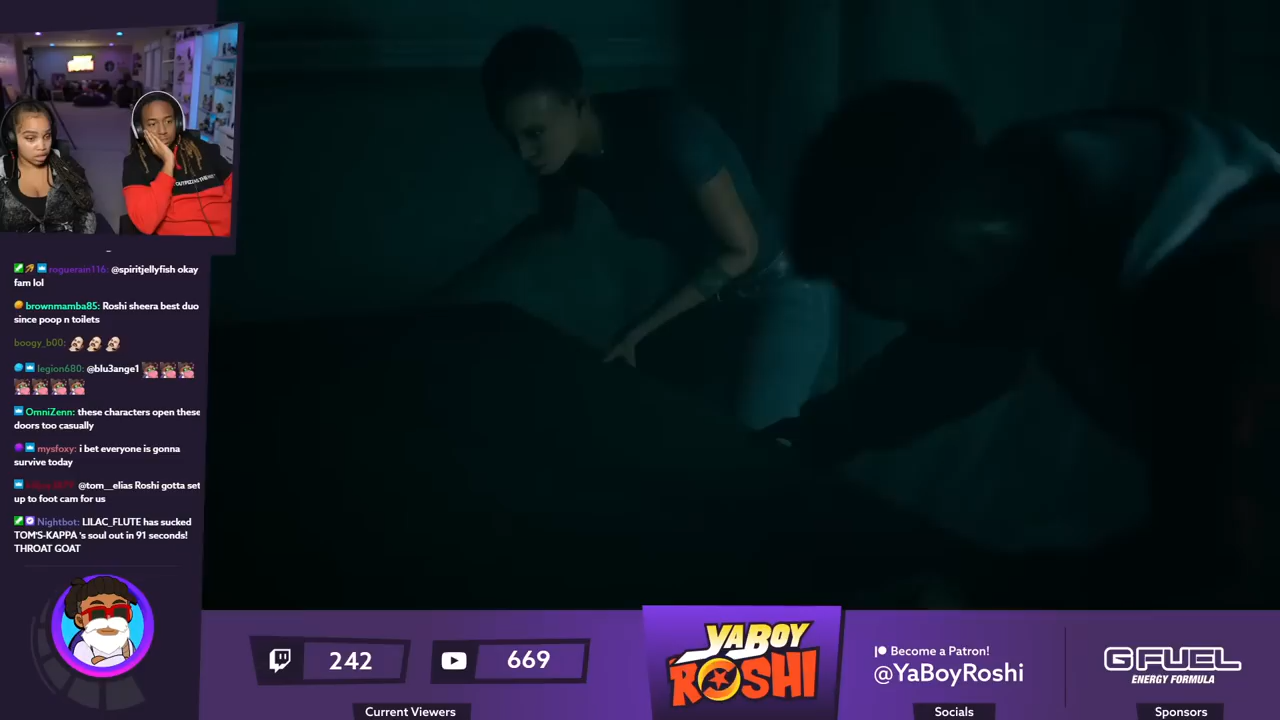 roguerain116: @spiritjellyfish okay
fam lol
brownmamba85: Roshi sheera best duo
since poop n toilets
boogy_b00:
legion680: @blu3ange1
OmniZenn: these characters open these
doors too casually
mysfoxy: i bet everyone is gonna
survive today
@tom__elias Roshi gotta set
up to foot cam for us
Nightbot: LILAC_FLUTE has sucked
TOM'S-KAPPA 's soul out in 91 seconds!
THROAT GOAT
242
669
Current Viewers
YABOY
ROSHI
Become a Patron!
@YaBoyRoshi
Socials
G FUEL
ENERGY FORMULA
Sponsors